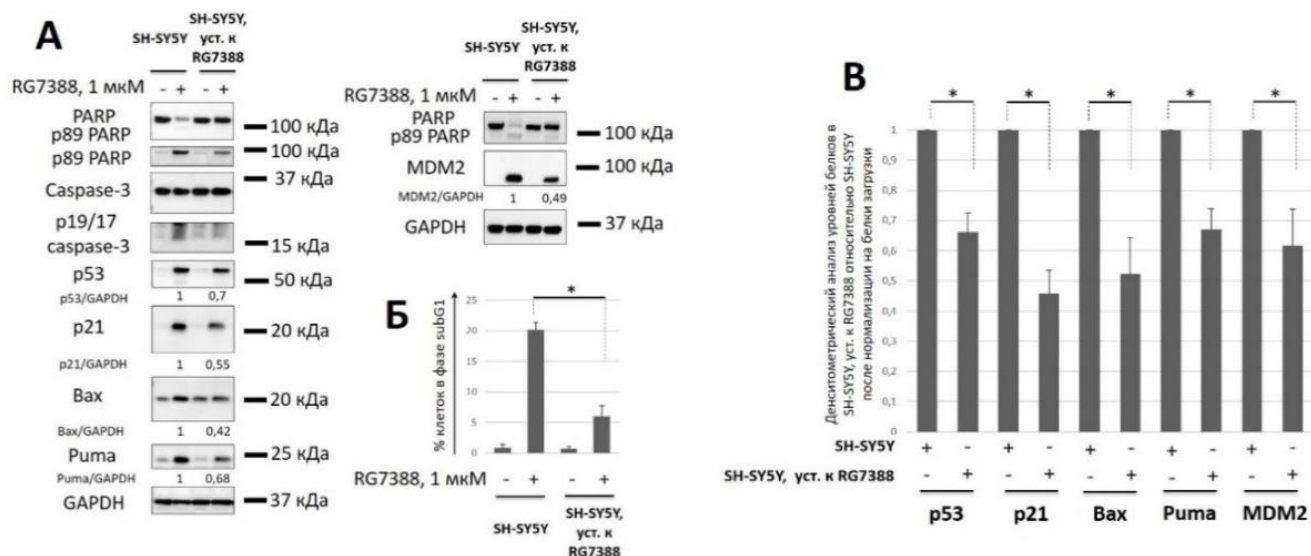 А
SH-SY5Y
SH-SY5Y,
уст. к
RG7388
RG7388, 1 мкМ - + - +
PARP
p89 PARP
100 кДа
p89 PARP
100 кДа
Caspase-3
37 кДа
p19/17
caspase-3
15 кДа
p53
50 кДа
p53/GAPDH 1 0,7
p21
20 кДа
p21/GAPDH 1 0,55
Bax
20 кДа
Bax/GAPDH 1 0,42
Puma
25 кДа
Puma/GAPDH 1 0,68
GAPDH
37 кДа
SH-SY5Y
SH-SY5Y,
уст. к
RG7388
RG7388, 1 мкМ - + - +
PARP
p89 PARP
100 кДа
MDM2
100 кДа
MDM2/GAPDH 1 0,49
GAPDH
37 кДа
Б
% клеток в фазе subG1
25
20
15
10
5
0
*
RG7388, 1 мкМ - + - +
SH-SY5Y
SH-SY5Y,
уст. к
RG7388
В
Денситометрический анализ уровней белков в
SH-SY5Y, уст. к RG7388 относительно SH-SY5Y
после нормализации на белки загрузки
1
0,9
0,8
0,7
0,6
0,5
0,4
0,3
0,2
0,1
0
* * * * *
SH-SY5Y + - + - + - + - + -
SH-SY5Y, уст. к RG7388 - + - + - + - + - +
p53 p21 Bax Puma MDM2